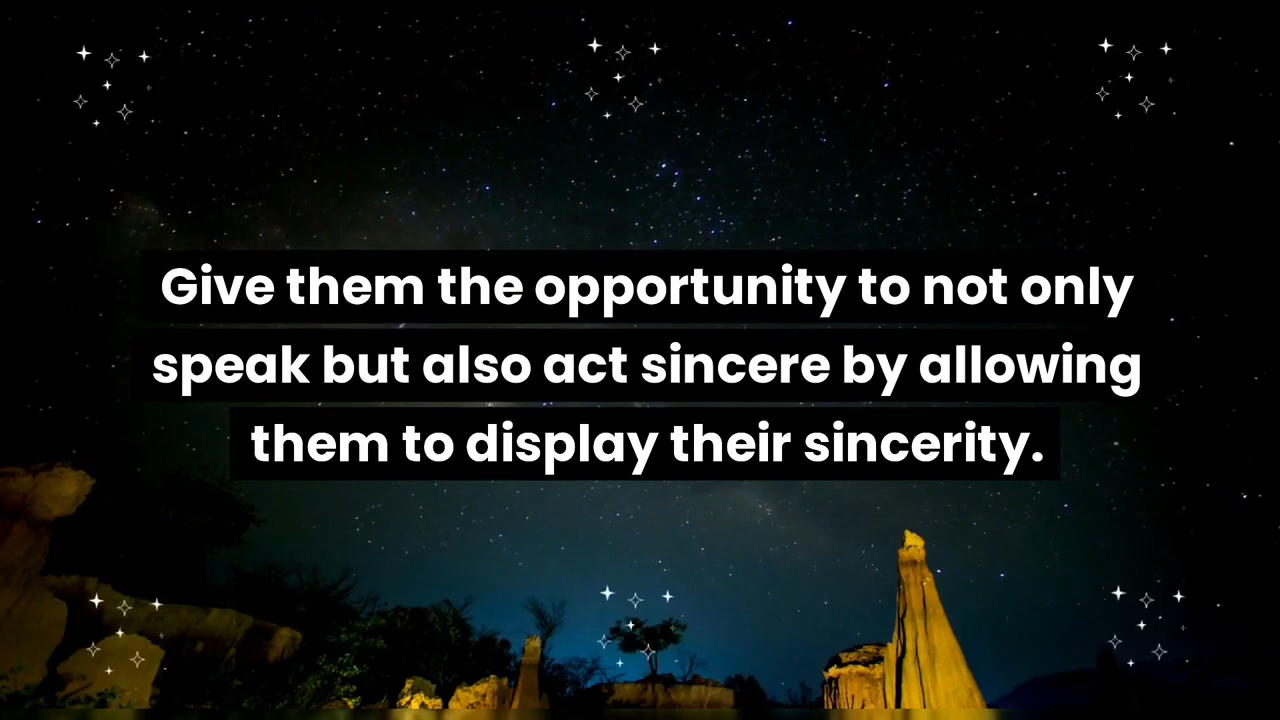 Give them the opportunity to not only
speak but also act sincere by allowing
them to display their sincerity.